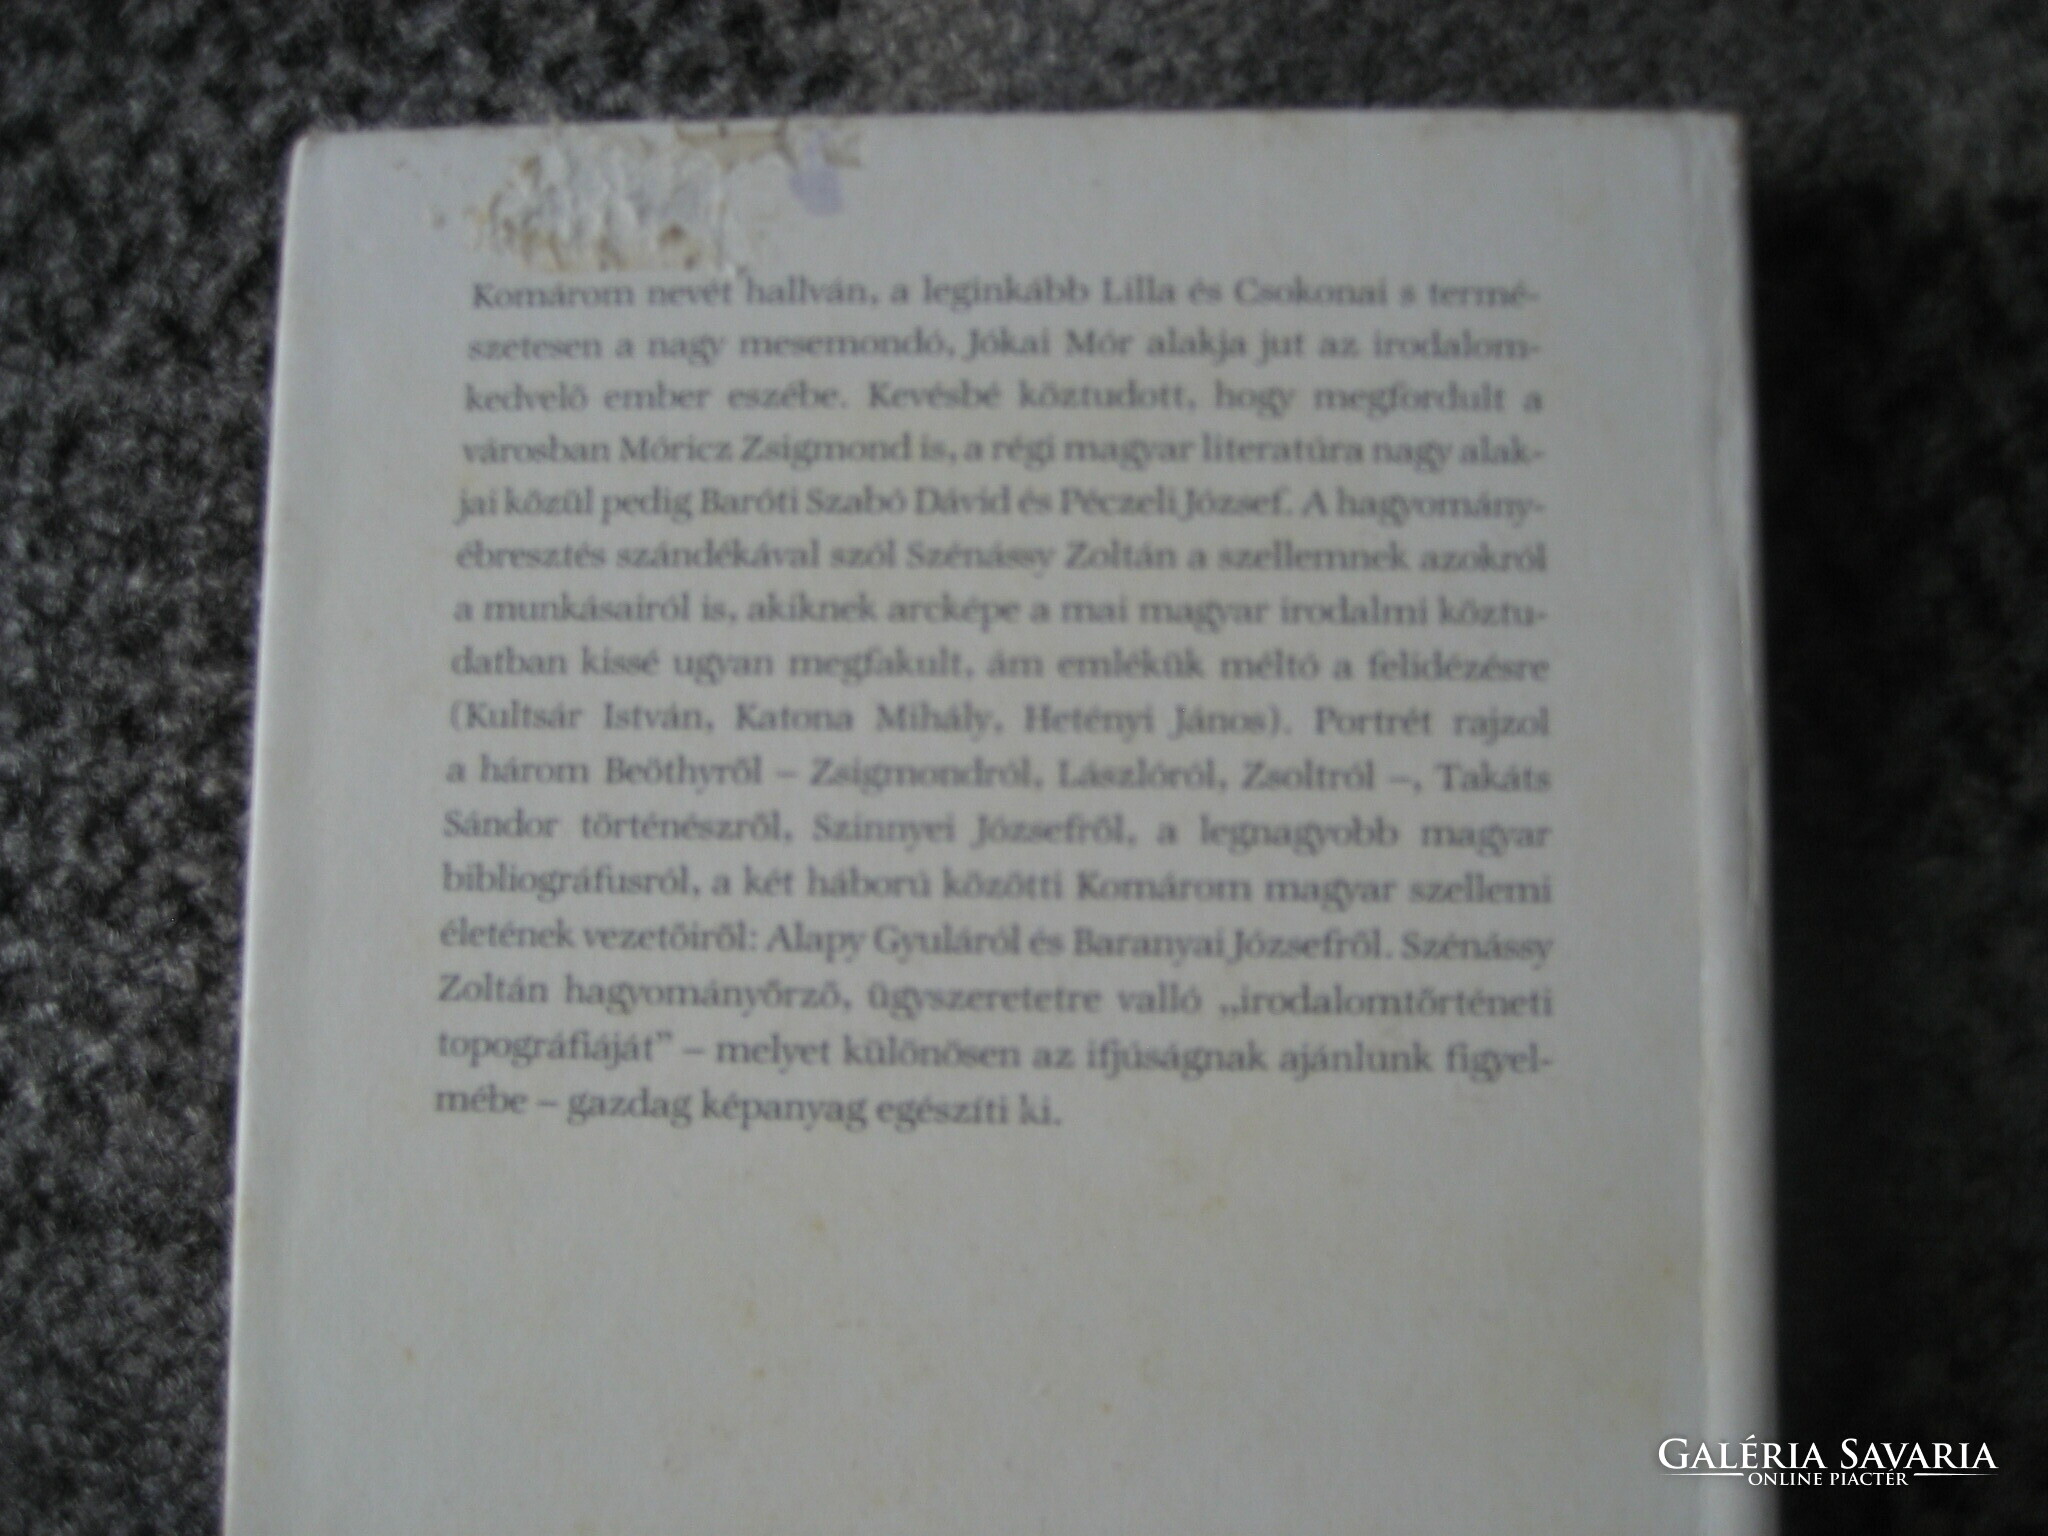 Komárom nevét hallván, a leginkább Lilla és Csokonai s termé-
szetesen a nagy mesemondó, Jókai Mór alakja jut az irodalom-
kedvelő ember eszébe. Kevésbé köztudott, hogy megfordult a
városban Móricz Zsigmond is, a régi magyar literatúra nagy alak-
jai közül pedig Baróti Szabó Dávid és Péczeli József. A hagyomány-
ébresztés szándékával szól Szénássy Zoltán a szellemnek azokról
a munkásairól is, akiknek arcképe a mai magyar irodalmi köztu-
datban kissé ugyan megfakult, ám emlékük méltó a felidézésre
(Kultsár István, Katona Mihály, Hetényi János). Portrét rajzol
a három Beöthyről – Zsigmondról, Lászlóról, Zsoltról –, Takáts
Sándor történészről, Szinnyei Józsefről, a legnagyobb magyar
bibliográfusról, a két háború közötti Komárom magyar szellemi
életének vezetőiről: Alapy Gyuláról és Baranyai Józsefről. Szénássy
Zoltán hagyományőrző, ügyszeretetre valló „irodalomtörténeti
topográfiáját” – melyet különösen az ifjúságnak ajánlunk figyel-
mébe – gazdag képanyag egészíti ki.
GALÉRIA SAVARIA
ONLINE PIACTÉR